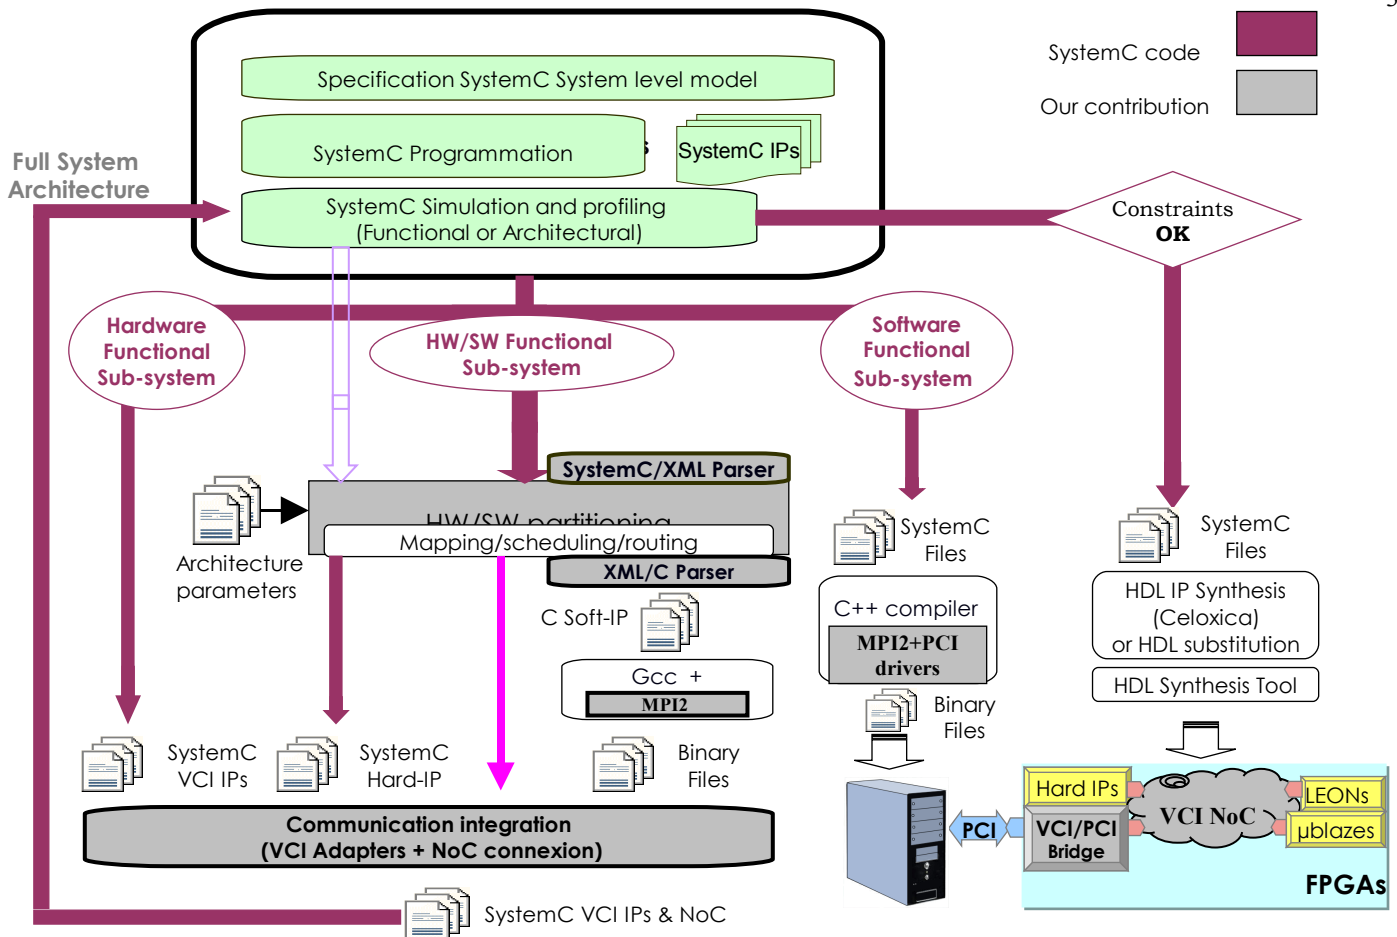 SystemC code
Our contribution
Specification SystemC System level model
SystemC Programmation
s
SystemC IPs
Full System
Architecture
SystemC Simulation and profiling
(Functional or Architectural)
Constraints
OK
Hardware
Functional
Sub-system
HW/SW Functional
Sub-system
Software
Functional
Sub-system
SystemC/XML Parser
HW/SW partitioning
Mapping/scheduling/routing
XML/C Parser
Architecture
parameters
SystemC
Files
SystemC
Files
C Soft-IP
Gcc +
MPI2
C++ compiler
MPI2+PCI
drivers
HDL IP Synthesis
(Celoxica)
or HDL substitution
HDL Synthesis Tool
SystemC
VCI IPs
SystemC
Hard-IP
Binary
Files
Binary
Files
Communication integration
(VCI Adapters + NoC connexion)
PCI
Hard IPs
VCI/PCI
Bridge
VCI NoC
LEONs
µblazes
FPGAs
SystemC VCI IPs & NoC